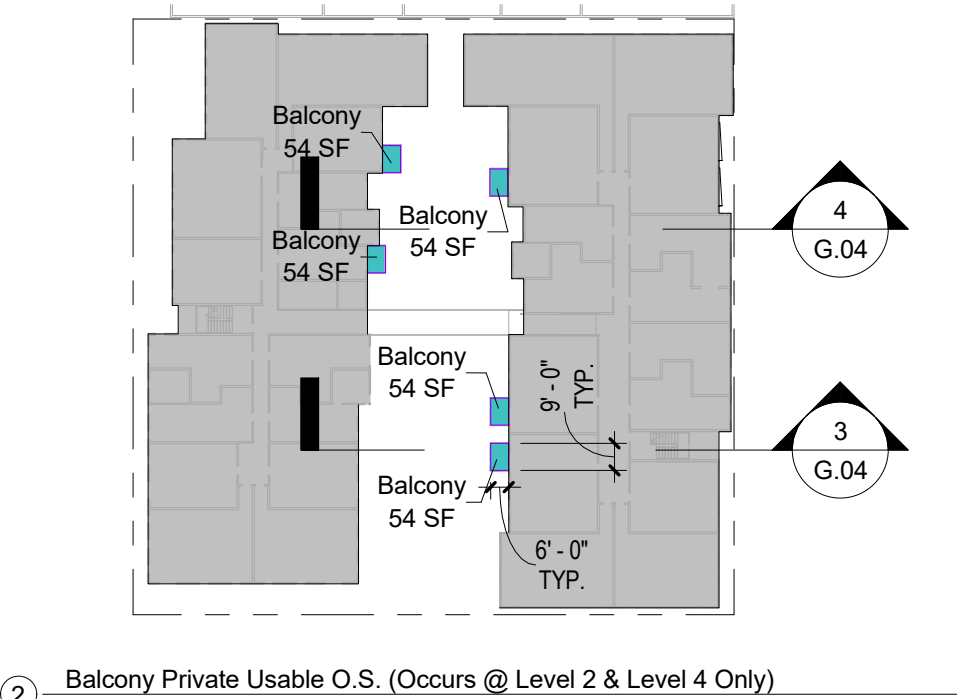 Balcony
54 SF
Balcony
54 SF
Balcony
54 SF
4
G.04
Balcony
54 SF
9' - 0"
TYP.
3
G.04
Balcony
54 SF
6' - 0"
TYP.
2
Balcony Private Usable O.S. (Occurs @ Level 2 & Level 4 Only)